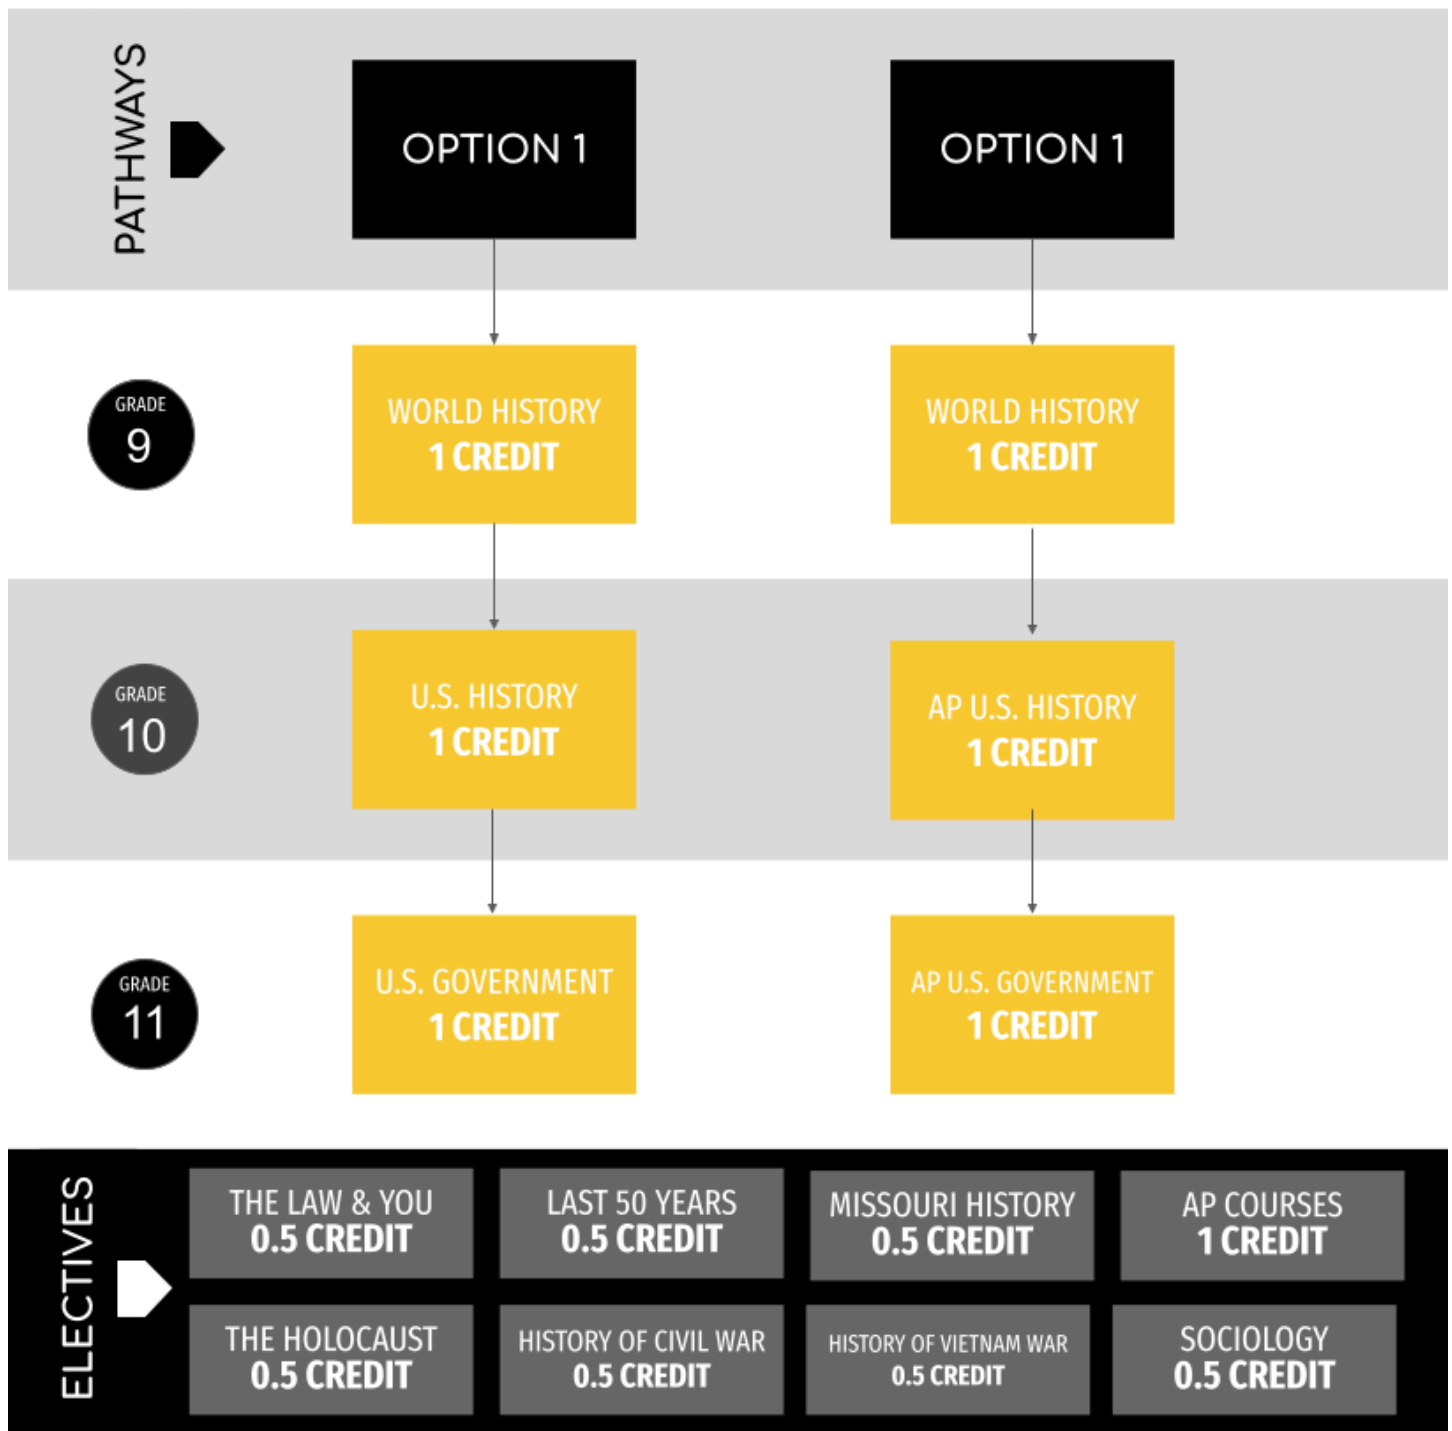 PATHWAYS
OPTION 1
OPTION 1
GRADE
9
WORLD HISTORY
1 CREDIT
WORLD HISTORY
1 CREDIT
GRADE
10
U.S. HISTORY
1 CREDIT
AP U.S. HISTORY
1 CREDIT
GRADE
11
U.S. GOVERNMENT
1 CREDIT
AP U.S. GOVERNMENT
1 CREDIT
ELECTIVES
THE LAW & YOU
0.5 CREDIT
LAST 50 YEARS
0.5 CREDIT
MISSOURI HISTORY
0.5 CREDIT
AP COURSES
1 CREDIT
THE HOLOCAUST
0.5 CREDIT
HISTORY OF CIVIL WAR
0.5 CREDIT
HISTORY OF VIETNAM WAR
0.5 CREDIT
SOCIOLOGY
0.5 CREDIT